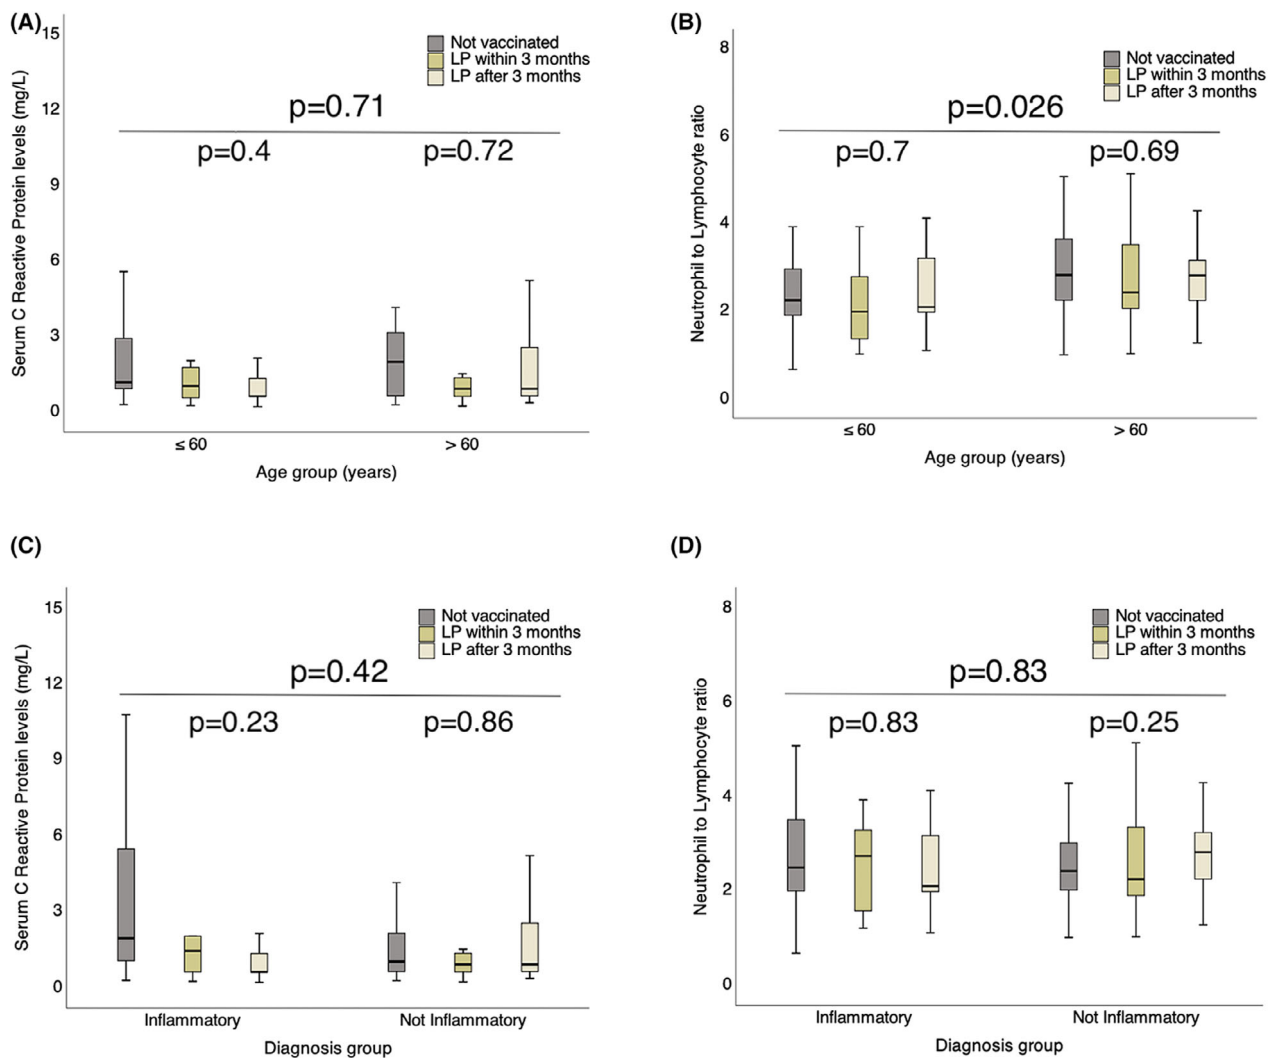 (A)
Serum C Reactive Protein levels (mg/L)
15
12
9
6
3
0
Not vaccinated
LP within 3 months
LP after 3 months
p=0.71
p=0.4
p=0.72
≤ 60
> 60
Age group (years)
(B)
Neutrophil to Lymphocyte ratio
8
6
4
2
0
Not vaccinated
LP within 3 months
LP after 3 months
p=0.026
p=0.7
p=0.69
≤ 60
> 60
Age group (years)
(C)
Serum C Reactive Protein levels (mg/L)
15
12
9
6
3
0
Not vaccinated
LP within 3 months
LP after 3 months
p=0.42
p=0.23
p=0.86
Inflammatory
Not Inflammatory
Diagnosis group
(D)
Neutrophil to Lymphocyte ratio
8
6
4
2
0
Not vaccinated
LP within 3 months
LP after 3 months
p=0.83
p=0.83
p=0.25
Inflammatory
Not Inflammatory
Diagnosis group